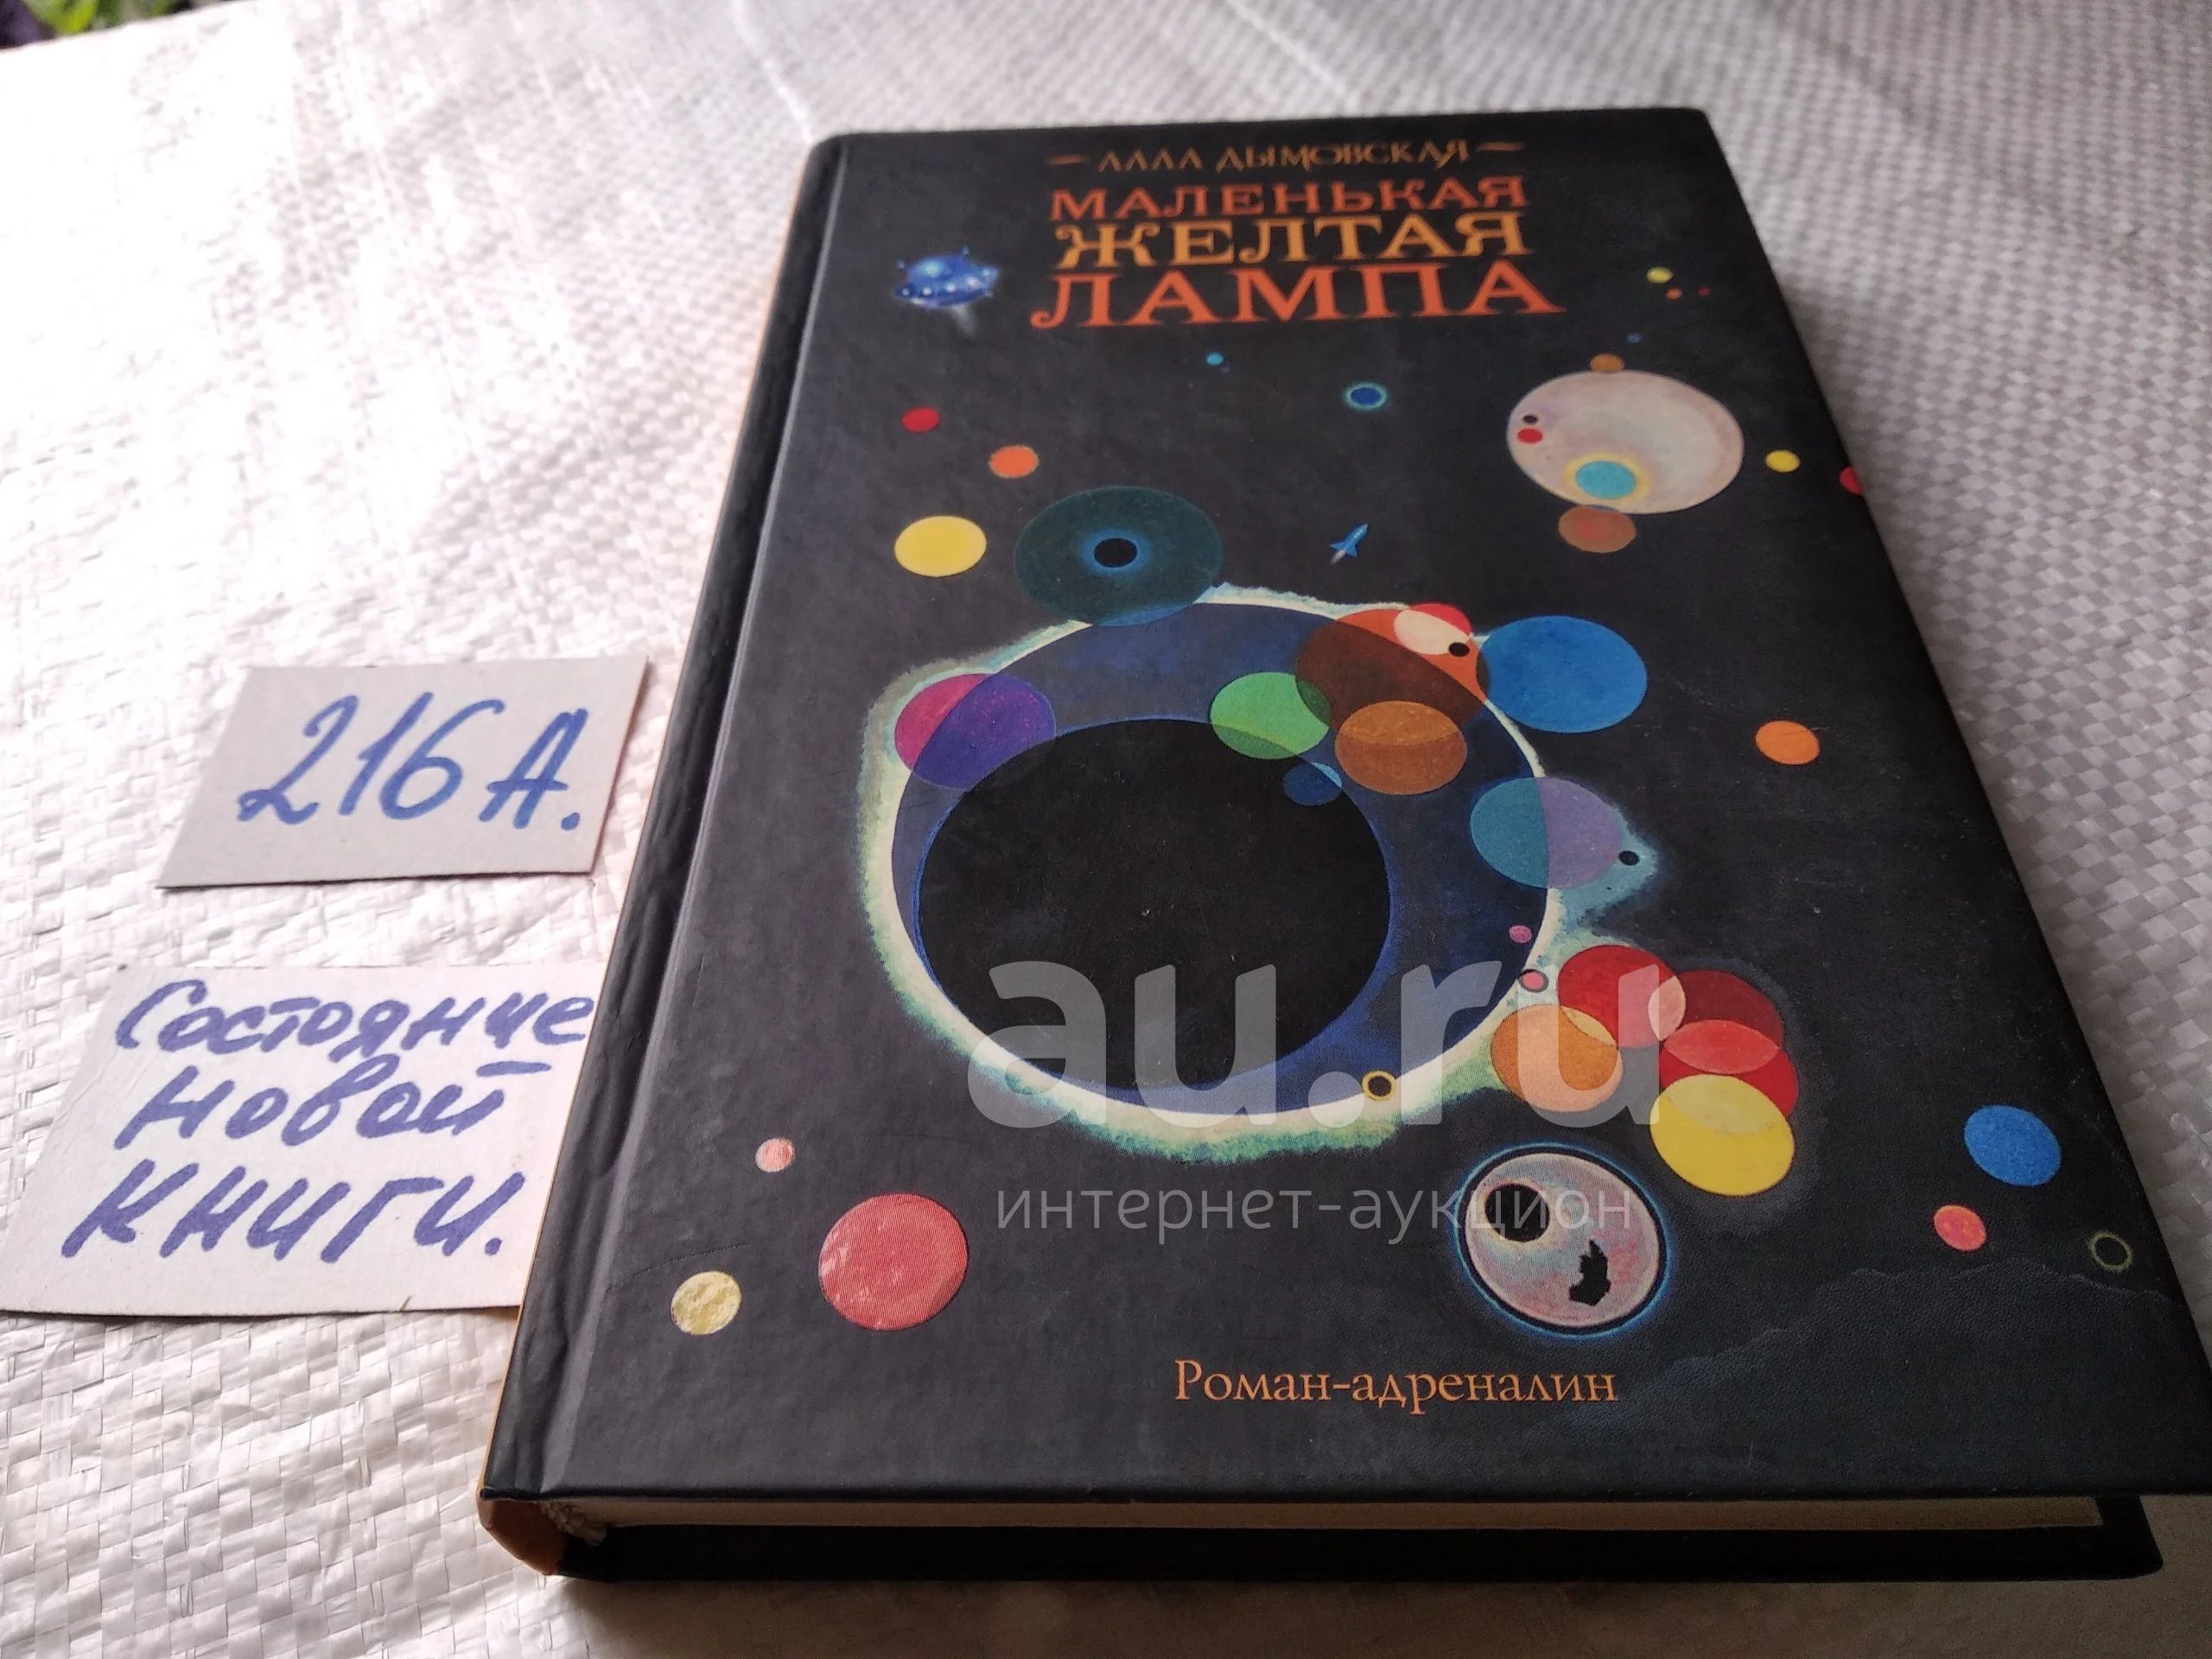 АЛЛА ДЫМОВСКАЯ
МАЛЕНЬКАЯ
ЖЕЛТАЯ
ЛАМПА
216А.
Состояние
новой
книги.
au.ru
интернет-аукцион
Роман-адреналин